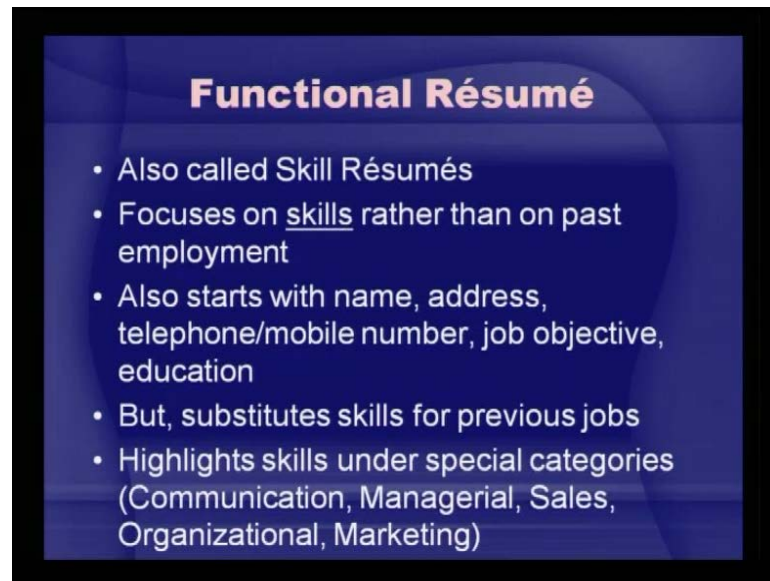 Functional Résumé
• Also called Skill Résumés
• Focuses on skills rather than on past
employment
• Also starts with name, address,
telephone/mobile number, job objective,
education
• But, substitutes skills for previous jobs
• Highlights skills under special categories
(Communication, Managerial, Sales,
Organizational, Marketing)